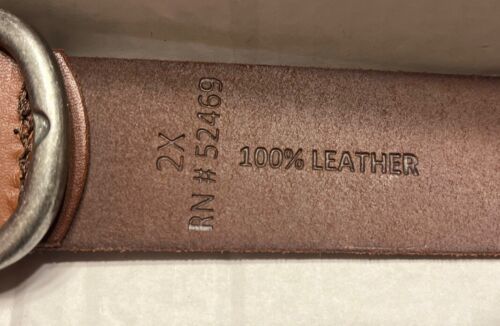 2X
RN # 52469
100% LEATHER